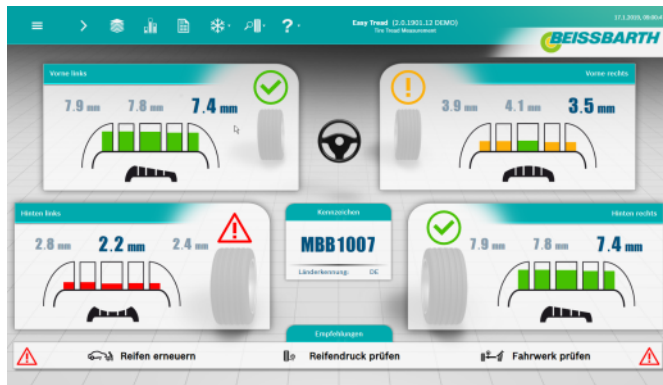 Easy Tread (2.0.1901.12 DEMO)
Tire Tread Measurement
17.1.2019,
BEISSBARTH
Vorne links
7.9 mm 7.8 mm 7.4 mm
Vorne rechts
3.9 mm 4.1 mm 3.5 mm
Hinten links
2.8 mm 2.2 mm 2.4 mm
Kennzeichen
MBB1007
Länderkennung: DE
Hinten rechts
7.9 mm 7.8 mm 7.4 mm
Empfehlungen
Reifen erneuern Reifendruck prüfen Fahrwerk prüfen